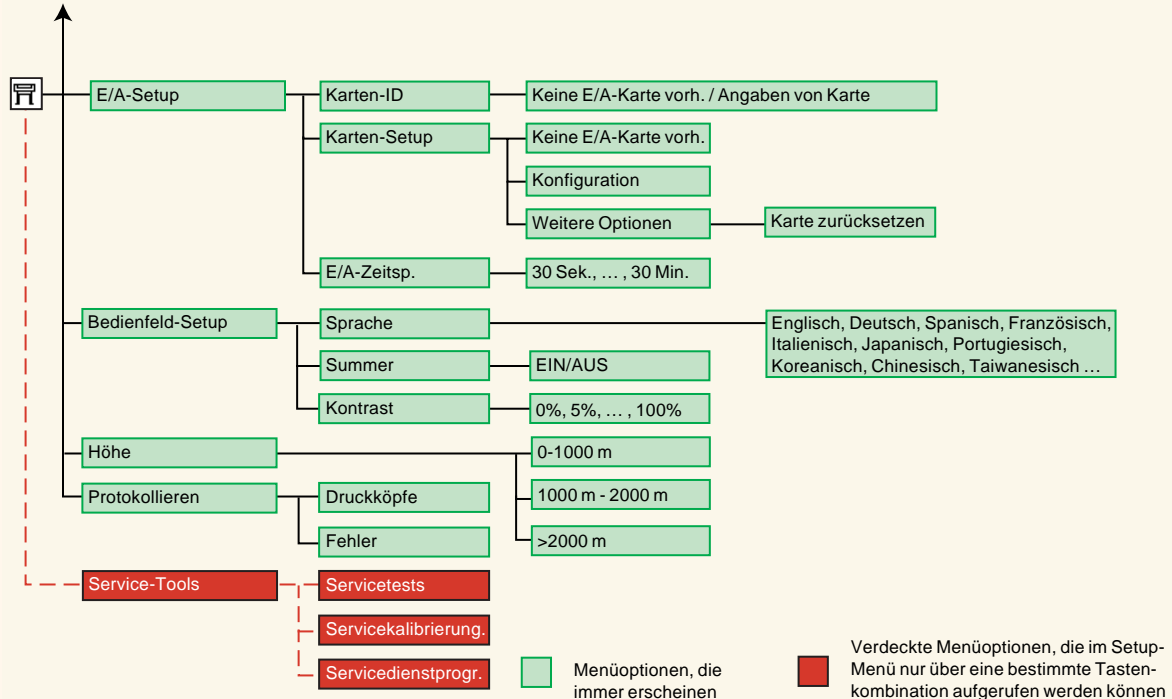 E/A-Setup
Karten-ID
Keine E/A-Karte vorh. / Angaben von Karte
Karten-Setup
Keine E/A-Karte vorh.
Konfiguration
Weitere Optionen
Karte zurücksetzen
E/A-Zeitsp.
30 Sek., ... , 30 Min.
Bedienfeld-Setup
Sprache
Englisch, Deutsch, Spanisch, Französisch,
Italienisch, Japanisch, Portugiesisch,
Koreanisch, Chinesisch, Taiwanesisch ...
Summer
EIN/AUS
Kontrast
0%, 5%, ... , 100%
Höhe
0-1000 m
Protokollieren
Druckköpfe
1000 m - 2000 m
Fehler
>2000 m
Service-Tools
Servicetests
Servicekalibrierung.
Servicedienstprogr.
Menüoptionen, die
immer erscheinen
Verdeckte Menüoptionen, die im Setup-
Menü nur über eine bestimmte Tasten-
kombination aufgerufen werden können